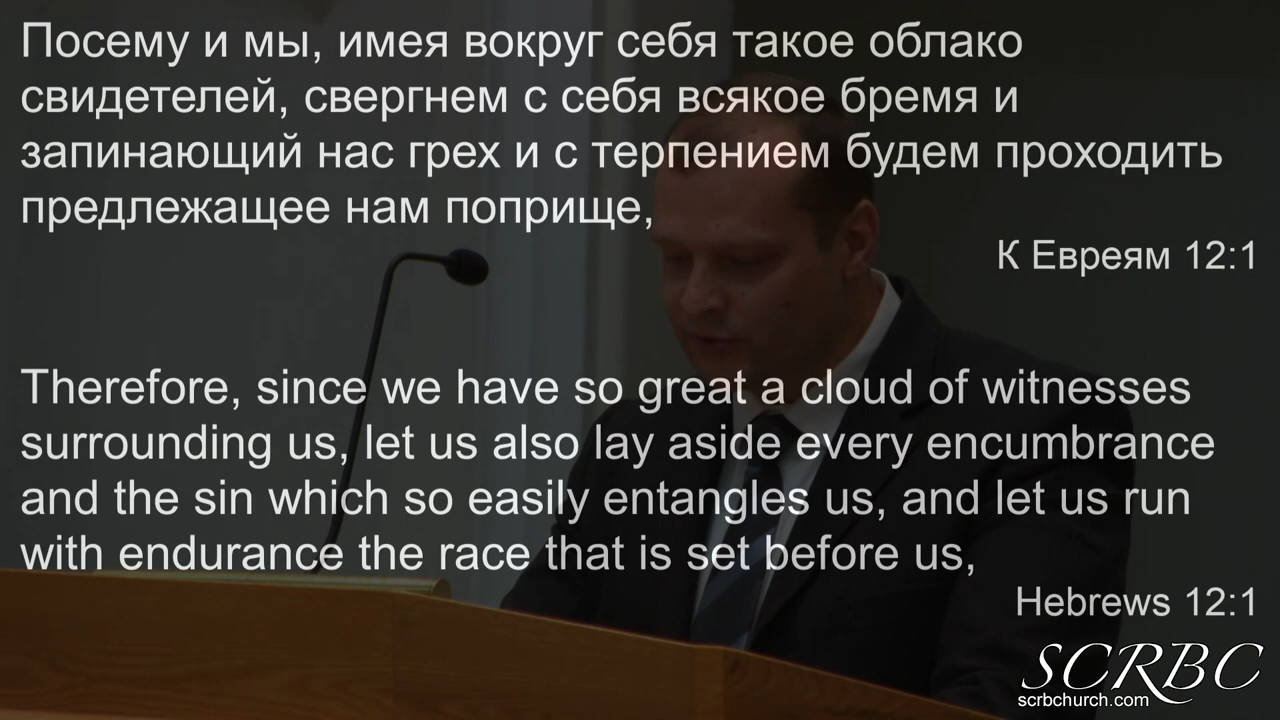 Посему и мы, имея вокруг себя такое облако
свидетелей, свергнем с себя всякое бремя и
запинающий нас грех и с терпением будем проходить
предлежащее нам поприще,
К Евреям 12:1
Therefore, since we have so great a cloud of witnesses
surrounding us, let us also lay aside every encumbrance
and the sin which so easily entangles us, and let us run
with endurance the race that is set before us,
Hebrews 12:1
SCRBC
scrbchurch.com